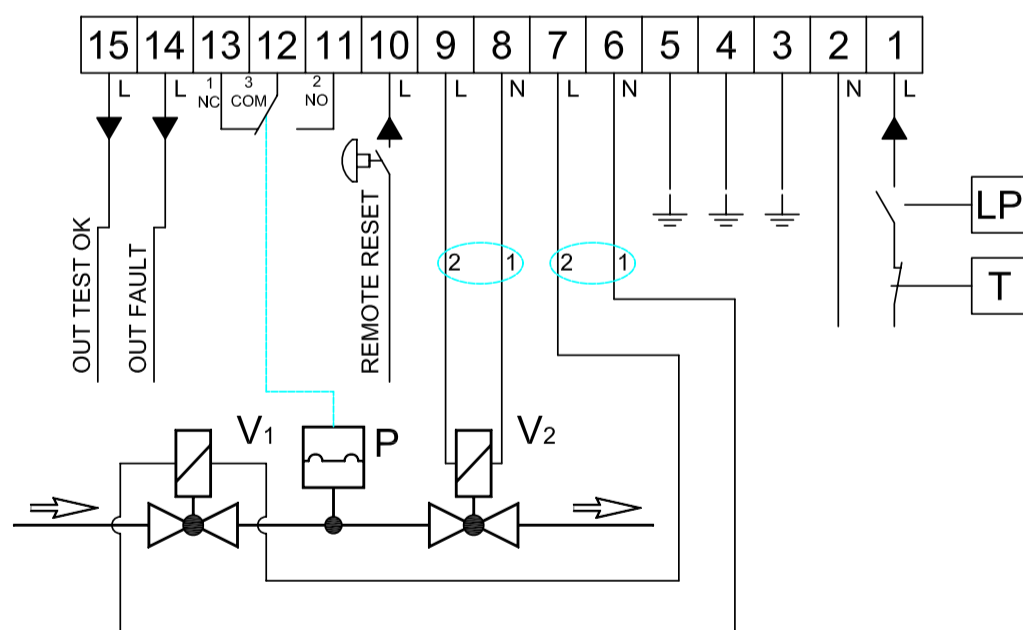 15 14 13 12 11 10 9 8 7 6 5 4 3 2 1
L L 1 3 2 L L N L N N L
NC COM NO
LP
OUT TEST OK
OUT FAULT
REMOTE RESET
2 1 2 1
T
V1 P V2